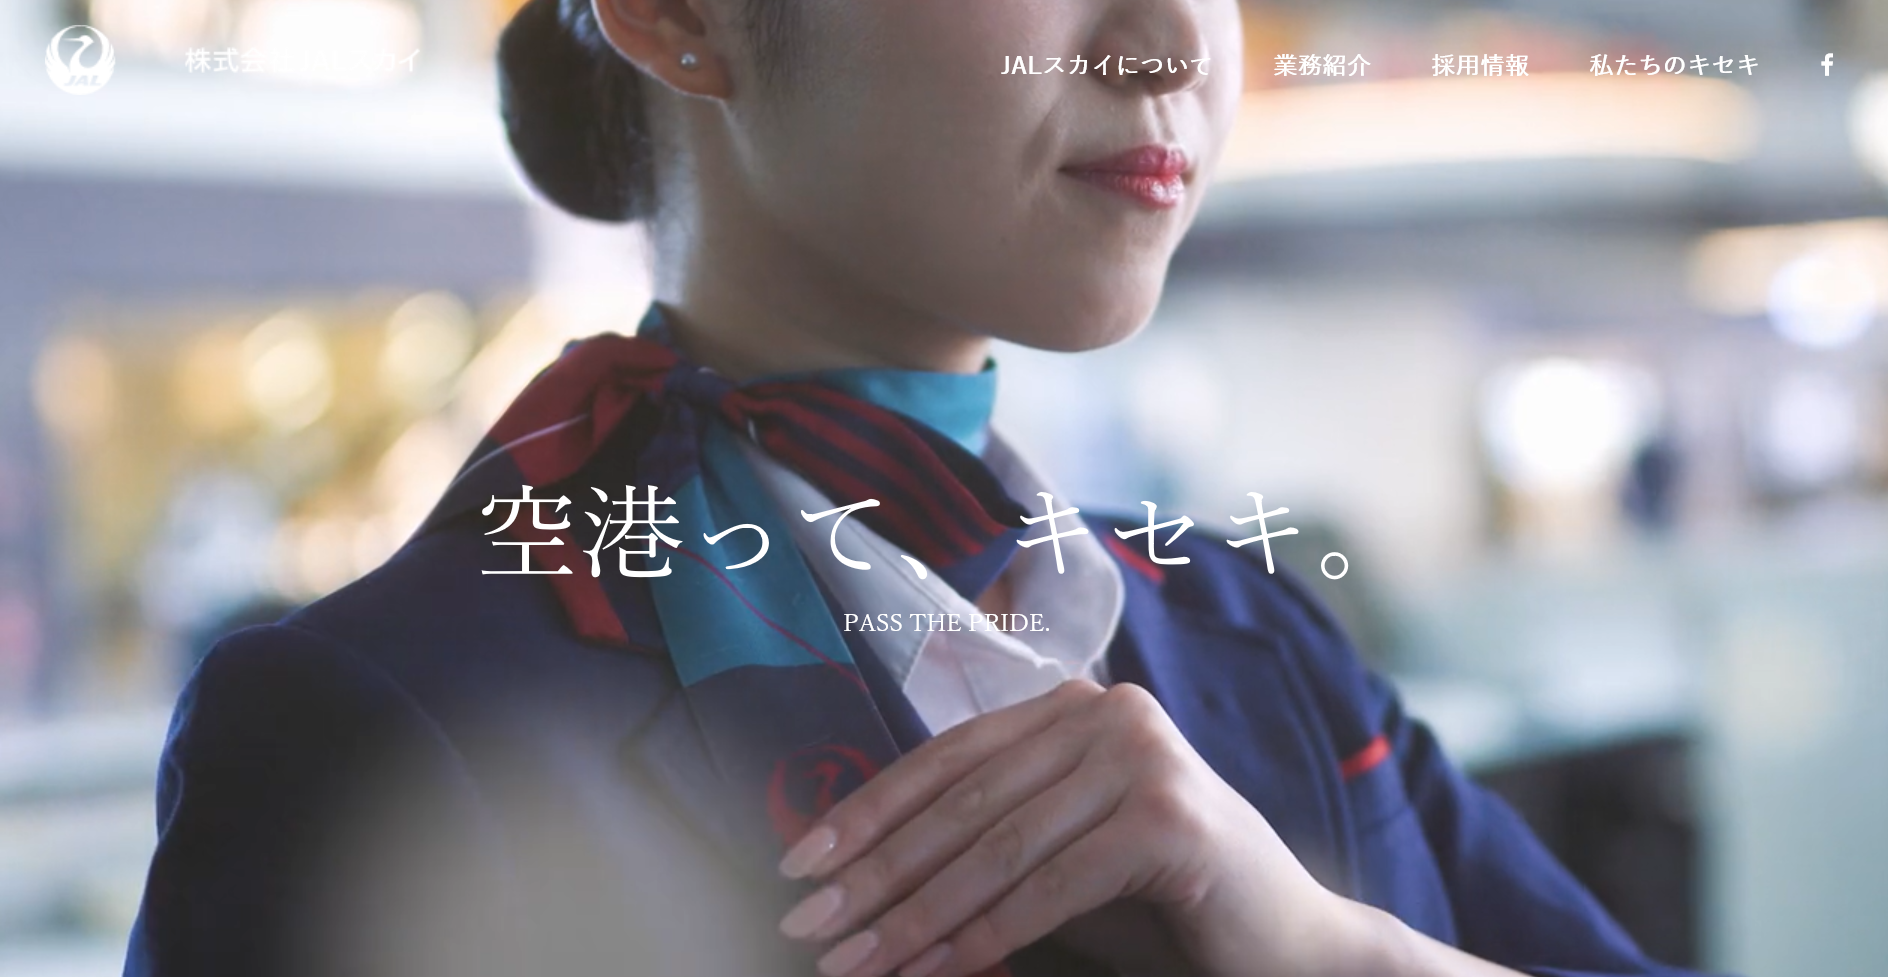 JAL
株式会社JALスカイ
JALスカイについて 業務紹介 採用情報 私たちのキセキ f
空港って、キセキ。
PASS THE PRIDE.